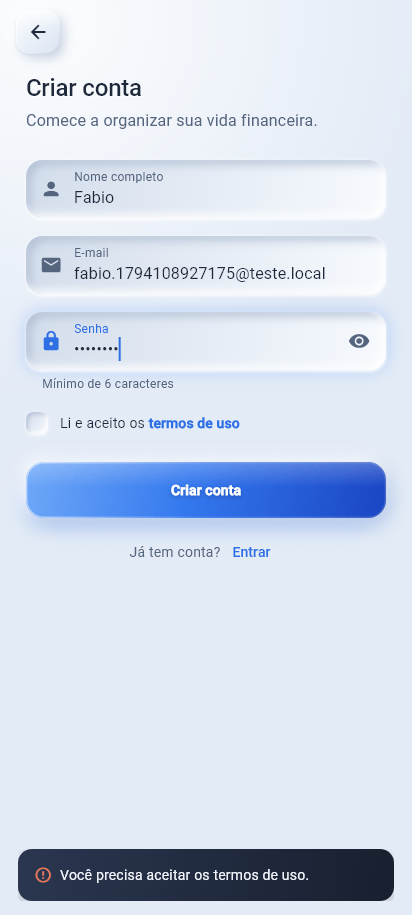 Criar conta
Comece a organizar sua vida financeira.
Nome completo
Fabio
E-mail
fabio.1794108927175@teste.local
Senha
••••••••
Mínimo de 6 caracteres
Li e aceito os termos de uso
Criar conta
Já tem conta? Entrar
Você precisa aceitar os termos de uso.